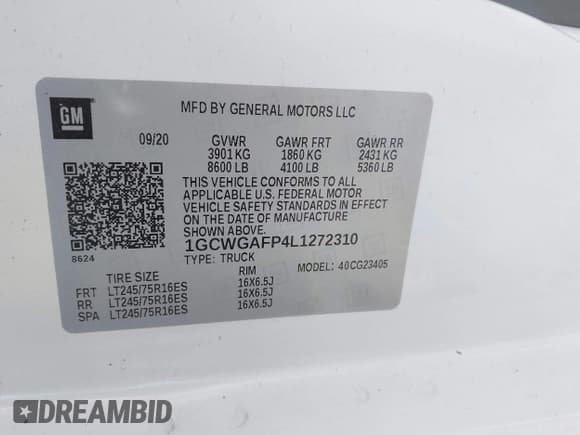 GM
MFD BY GENERAL MOTORS LLC
09/20 GVWR GAWR FRT GAWR RR
3901 KG 1860 KG 2431 KG
8600 LB 4100 LB 5360 LB
THIS VEHICLE CONFORMS TO ALL
APPLICABLE U.S. FEDERAL MOTOR
VEHICLE SAFETY STANDARDS IN EFFECT
ON THE DATE OF MANUFACTURE
SHOWN ABOVE.
1GCWGAFP4L1272310
8624 TYPE: TRUCK MODEL: 40CG23405
TIRE SIZE RIM
FRT LT245/75R16ES 16X6.5J
RR LT245/75R16ES 16X6.5J
SPA LT245/75R16ES 16X6.5J
DREAMBID